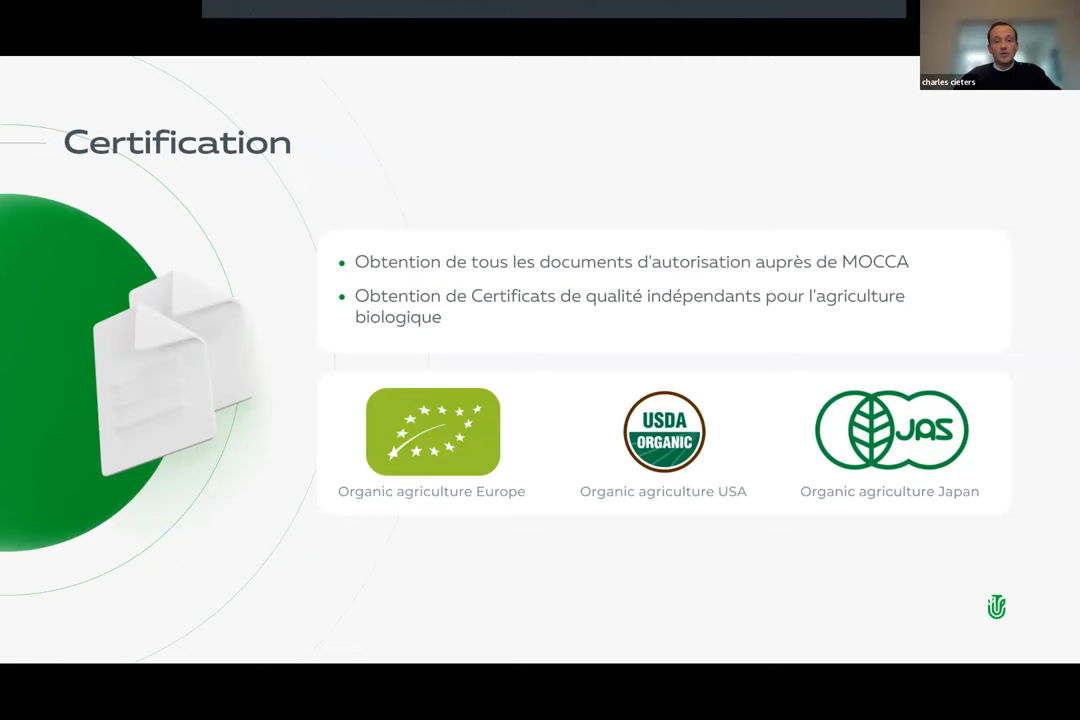 charles cieters
Certification
Obtention de tous les documents d'autorisation auprès de MOCCA
Obtention de Certificats de qualité indépendants pour l'agriculture
biologique
USDA
ORGANIC
JAS
Organic agriculture Europe
Organic agriculture USA
Organic agriculture Japan